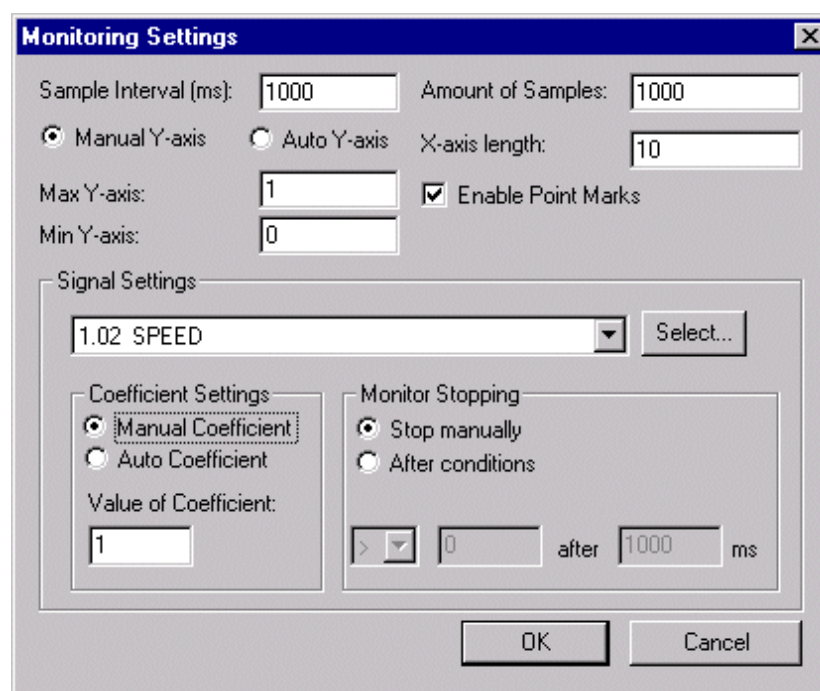 Monitoring Settings
Sample Interval (ms): 1000 Amount of Samples: 1000
Manual Y-axis Auto Y-axis X-axis length: 10
Max Y-axis: 1 Enable Point Marks
Min Y-axis: 0
Signal Settings
1.02 SPEED Select...
Coefficient Settings Monitor Stopping
Manual Coefficient Stop manually
Auto Coefficient After conditions
Value of Coefficient:
1 > 0 after 1000 ms
OK Cancel